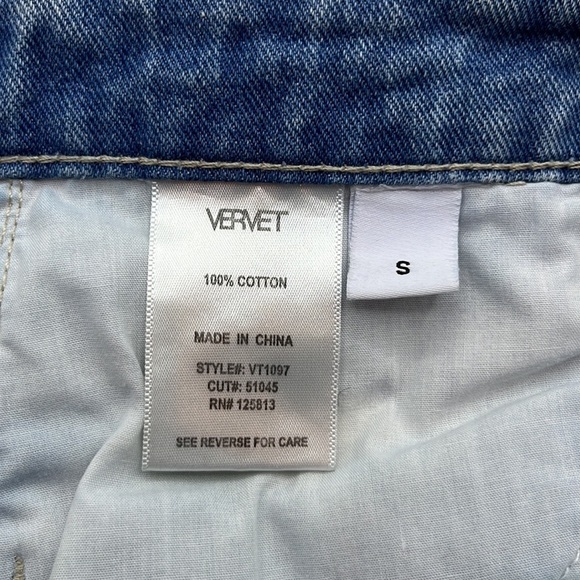 VERVET
100% COTTON
MADE IN CHINA
STYLE#: VT1097
CUT#: 51045
RN# 125813
SEE REVERSE FOR CARE
S